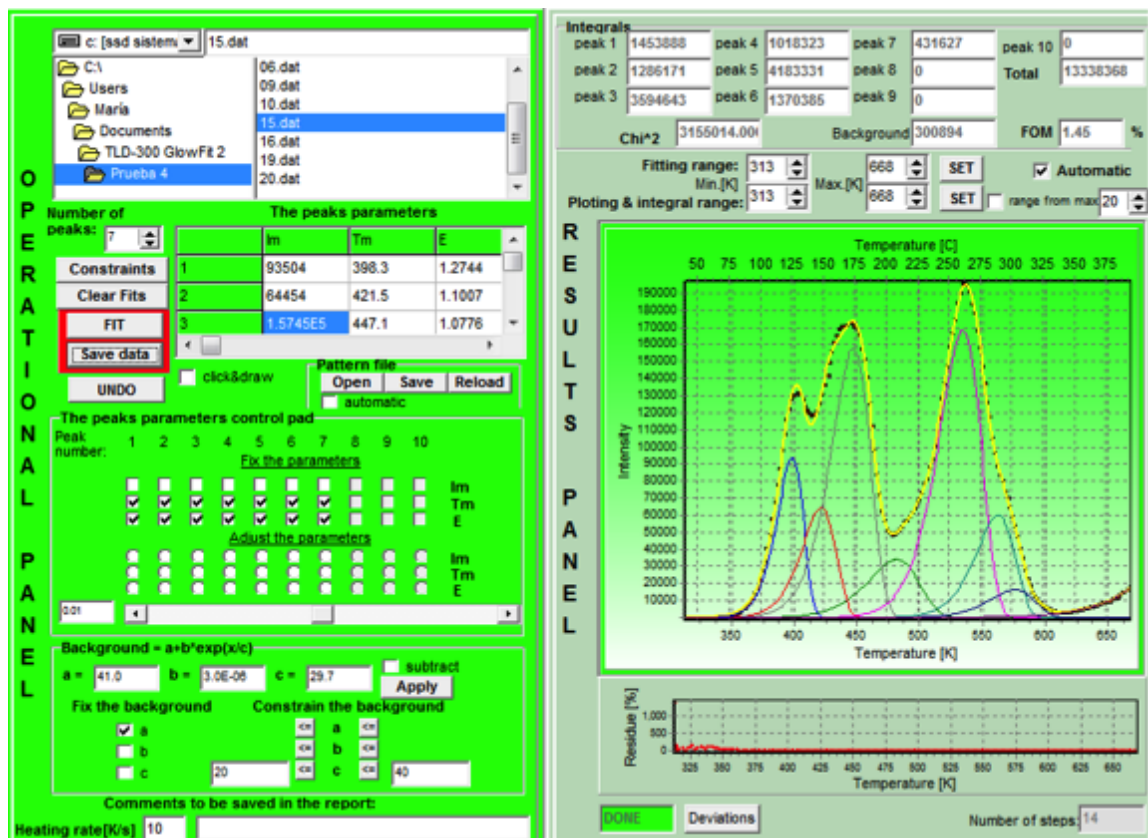 OPERATIONAL PANEL
c: [ssd sistem
15.dat
C:\
Users
María
Documents
TLD-300 GlowFit 2
Prueba 4
06.dat
09.dat
10.dat
15.dat
16.dat
19.dat
20.dat
Number of peaks: 7
The peaks parameters
Im Tm E
1 93504 398.3 1.2744
2 64454 421.5 1.1007
3 1.5745E5 447.1 1.0776
Constraints
Clear Fits
FIT
Save data
UNDO
click&draw
Pattern file
Open Save Reload
automatic
The peaks parameters control pad
Peak number: 1 2 3 4 5 6 7 8 9 10
Fix the parameters
Im
Tm
E
Adjust the parameters
Im
Tm
E
0.01
Background = a+b*exp(x/c)
a = 41.0 b = 3.0E-06 c = 29.7
subtract
Apply
Fix the background Constrain the background
a <= a <=
b <= b <=
c 20 <= c <= 40
Comments to be saved in the report:
Heating rate[K/s] 10
RESULTS PANEL
Integrals
peak 1 1453888 peak 4 1018323 peak 7 431627 peak 10 0
peak 2 1286171 peak 5 4183331 peak 8 0 Total 13338368
peak 3 3594643 peak 6 1370385 peak 9 0
Chi^2 3155014.00 Background 300894 FOM 1.45 %
Fitting range: 313 668 SET Automatic
Min.[K] Max.[K]
Ploting & integral range: 313 668 SET range from max 20
Temperature [C]
50 75 100 125 150 175 200 225 250 275 300 325 350 375
Intensity
190000
180000
170000
160000
150000
140000
130000
120000
110000
100000
90000
80000
70000
60000
50000
40000
30000
20000
10000
350 375 400 425 450 475 500 525 550 575 600 625 650
Temperature [K]
Residue [%]
1,000
500
0
325 350 375 400 425 450 475 500 525 550 575 600 625 650
Temperature [K]
DONE Deviations Number of steps: 14